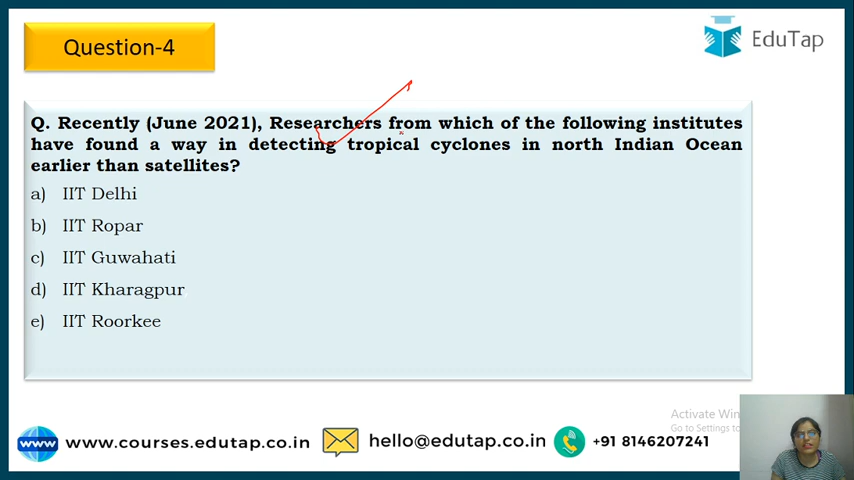 Question-4
EduTap
Q. Recently (June 2021), Researchers from which of the following institutes
have found a way in detecting tropical cyclones in north Indian Ocean
earlier than satellites?
a) IIT Delhi
b) IIT Ropar
c) IIT Guwahati
d) IIT Kharagpur
e) IIT Roorkee
Activate Win
Go to Settings to
www www.courses.edutap.co.in hello@edutap.co.in +91 8146207241